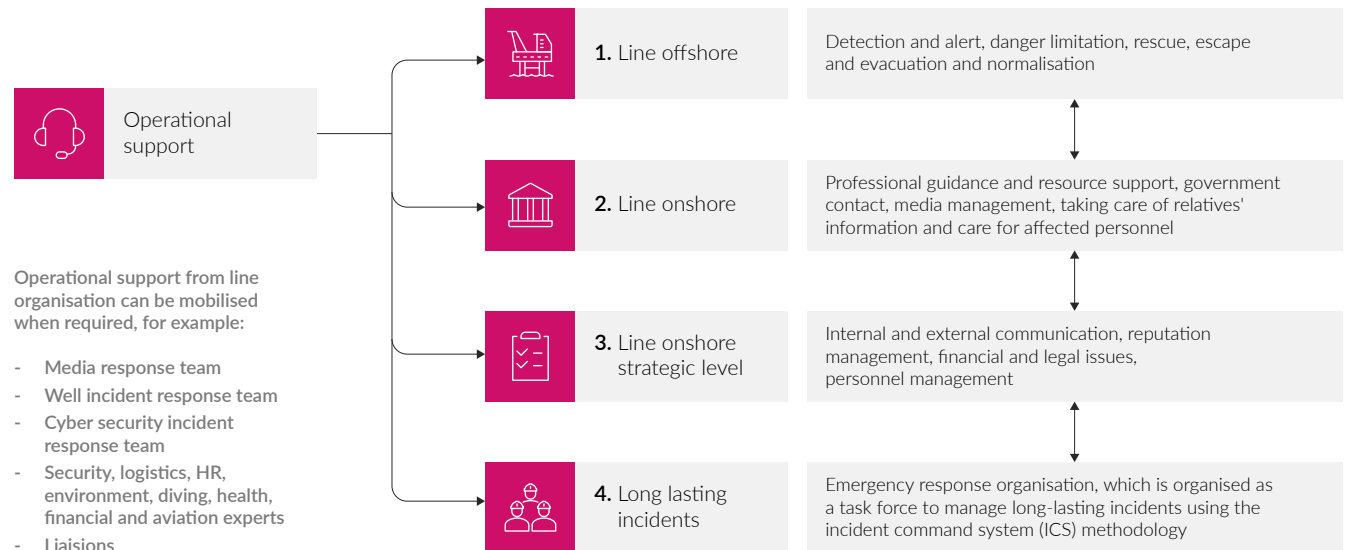 Operational
support
Operational support from line
organisation can be mobilised
when required, for example:
- Media response team
- Well incident response team
- Cyber security incident
response team
- Security, logistics, HR,
environment, diving, health,
financial and aviation experts
- Liaisions
1. Line offshore
Detection and alert, danger limitation, rescue, escape
and evacuation and normalisation
2. Line onshore
Professional guidance and resource support, government
contact, media management, taking care of relatives'
information and care for affected personnel
3. Line onshore
strategic level
Internal and external communication, reputation
management, financial and legal issues,
personnel management
4. Long lasting
incidents
Emergency response organisation, which is organised as
a task force to manage long-lasting incidents using the
incident command system (ICS) methodology